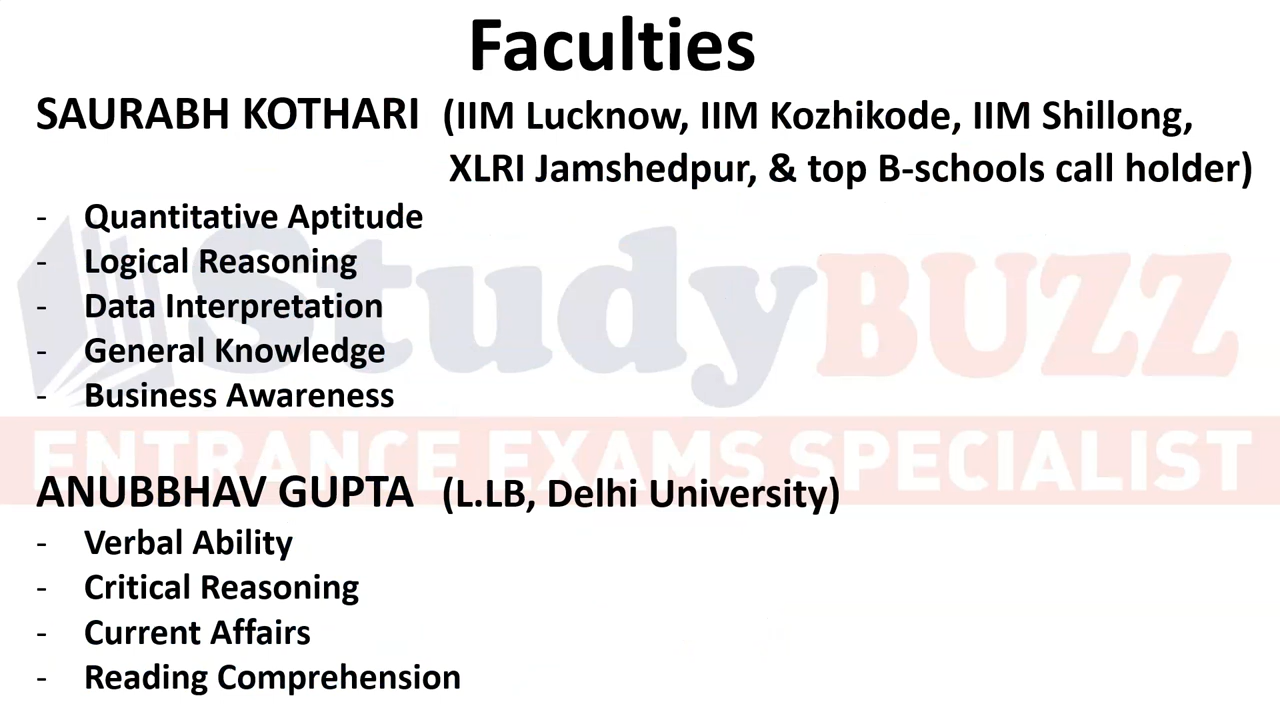 Faculties
SAURABH KOTHARI (IIM Lucknow, IIM Kozhikode, IIM Shillong,
XLRI Jamshedpur, & top B-schools call holder)
- Quantitative Aptitude
- Logical Reasoning
- Data Interpretation
- General Knowledge
- Business Awareness
StudyBUZZ
ENTRANCE EXAMS SPECIALIST
ANUBBHAV GUPTA (L.LB, Delhi University)
- Verbal Ability
- Critical Reasoning
- Current Affairs
- Reading Comprehension